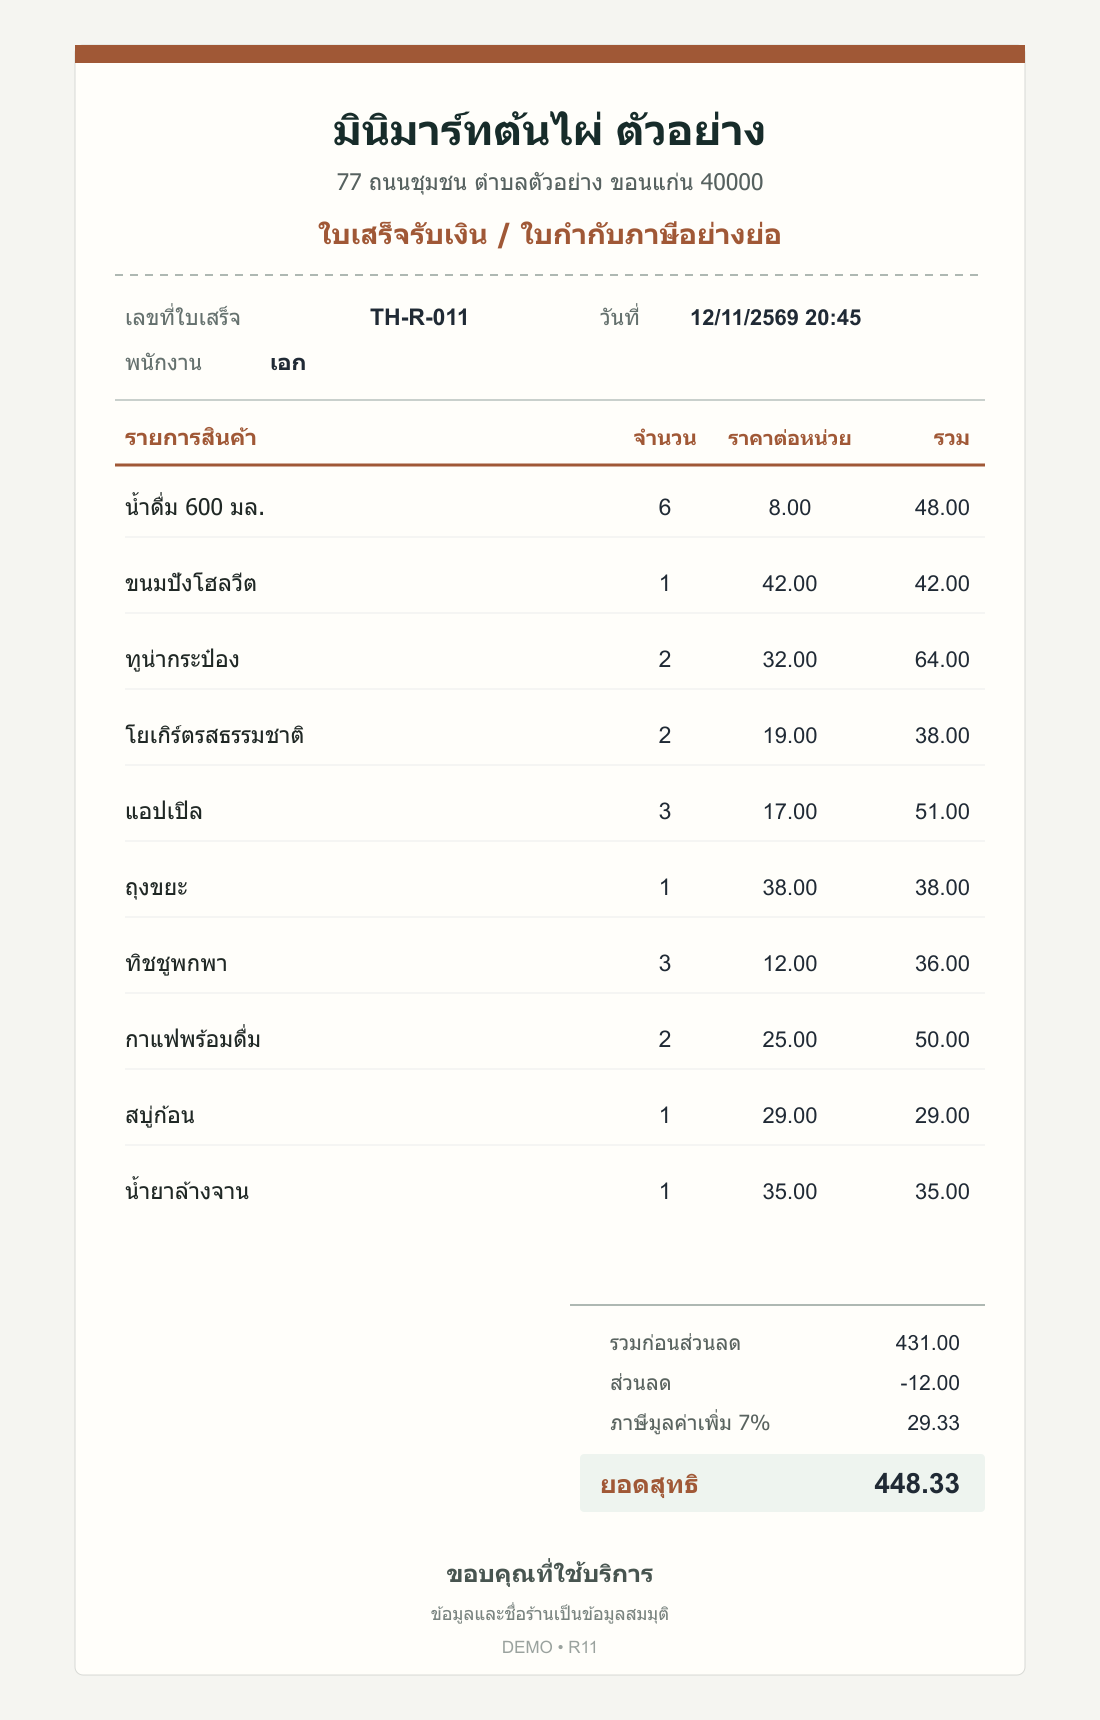 มินิมาร์ทต้นไผ่ ตัวอย่าง
77 ถนนชุมชน ตำบลตัวอย่าง ขอนแก่น 40000
ใบเสร็จรับเงิน / ใบกำกับภาษีอย่างย่อ
เลขที่ใบเสร็จ TH-R-011 วันที่ 12/11/2569 20:45
พนักงาน เอก
รายการสินค้า จำนวน ราคาต่อหน่วย รวม
น้ำดื่ม 600 มล. 6 8.00 48.00
ขนมปังโฮลวีต 1 42.00 42.00
ทูน่ากระป๋อง 2 32.00 64.00
โยเกิร์ตรสธรรมชาติ 2 19.00 38.00
แอปเปิล 3 17.00 51.00
ถุงขยะ 1 38.00 38.00
ทิชชูพกพา 3 12.00 36.00
กาแฟพร้อมดื่ม 2 25.00 50.00
สบู่ก้อน 1 29.00 29.00
น้ำยาล้างจาน 1 35.00 35.00
รวมก่อนส่วนลด 431.00
ส่วนลด -12.00
ภาษีมูลค่าเพิ่ม 7% 29.33
ยอดสุทธิ 448.33
ขอบคุณที่ใช้บริการ
ข้อมูลและชื่อร้านเป็นข้อมูลสมมุติ
DEMO • R11